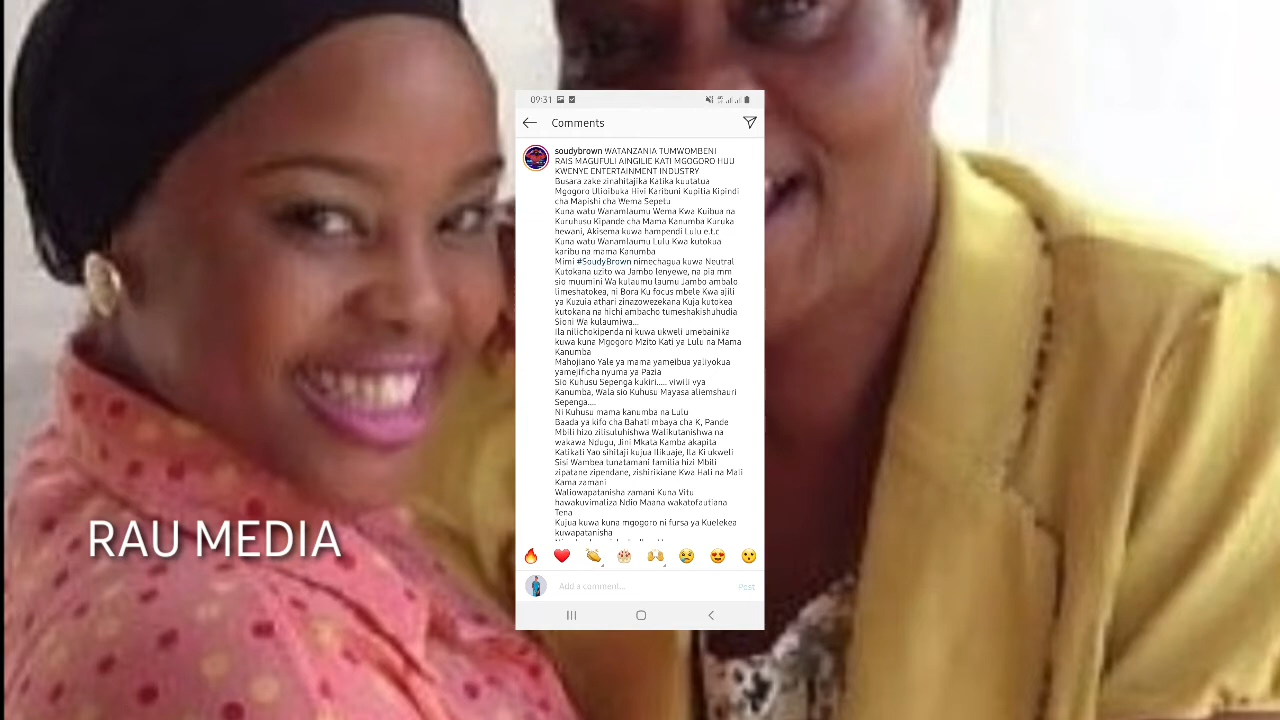 09:31
Comments
soudybrown WATANZANIA TUMWOMBENI
RAIS MAGUFULI AINGILIE KATI MGOGORO HUU
KWENYE ENTERTAINMENT INDUSTRY
Busara zake zinahitajika Katika kuutatua
Mgogoro Ulioibuka Hivi Karibuni Kupitia Kipindi
cha Mapishi cha Wema Sepetu
Kuna watu Wanamlaumu Wema Kwa Kuibua na
Kuruhusu Kipande cha Mama Kanumba Kuruka
hewani, Akisema kuwa hampendi Lulu e.t.c
Kuna watu Wanamlaumu Lulu Kwa kutokua
karibu na mama Kanumba
Mimi #SoudyBrown nimechagua kuwa Neutral
Kutokana uzito wa Jambo lenyewe, na pia mm
sio muumini Wa kulaumu laumu Jambo ambalo
limeshatokea, ni Bora Ku focus mbele Kwa ajili
ya Kuzuia athari zinazowezekana Kuja kutokea
kutokana na hichi ambacho tumeshakishuhudia
Sioni Wa kulaumiwa...
Ila nilichokipenda ni kuwa ukweli umebainika
kuwa kuna Mgogoro Mzito Kati ya Lulu na Mama
Kanumba
Mahojiano Yale ya mama yameibua yaliyokua
yamejificha nyuma ya Pazia
Sio Kuhusu Sepenga kukiri..... viwili vya
Kanumba, Wala sio Kuhusu Mayasa aliemshauri
Sepenga....
Ni Kuhusu mama kanumba na Lulu
Baada ya kifo cha Bahati mbaya cha K, Pande
Mbili hizo zilisuluhishwa Walikutanishwa na
wakawa Ndugu, Jini Mkata Kamba akapita
Katikati Yao sihitaji kujua Ilikuaje, Ila Ki ukweli
Sisi Wambea tunatamani familia hizi Mbili
zipatane zipendane, zishirikiane Kwa Hali na Mali
Kama zamani
Waliowapatanisha zamani Kuna Vitu
hawakuvimaliza Ndio Maana wakatofautiana
Tena
Kujua kuwa kuna mgogoro ni fursa ya Kuelekea
kuwapatanisha
RAU MEDIA
Add a comment...
Post